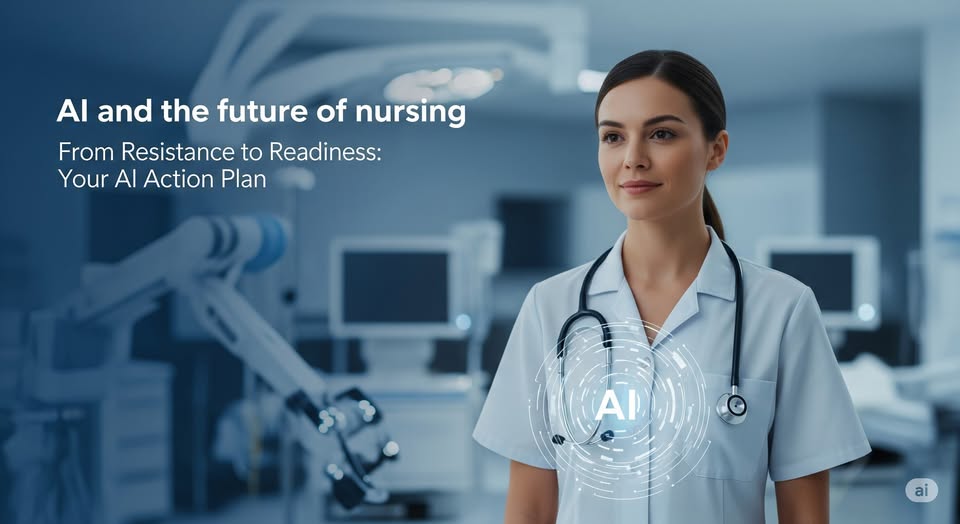 AI and the future of nursing
From Resistance to Readiness:
Your AI Action Plan
AI
ai